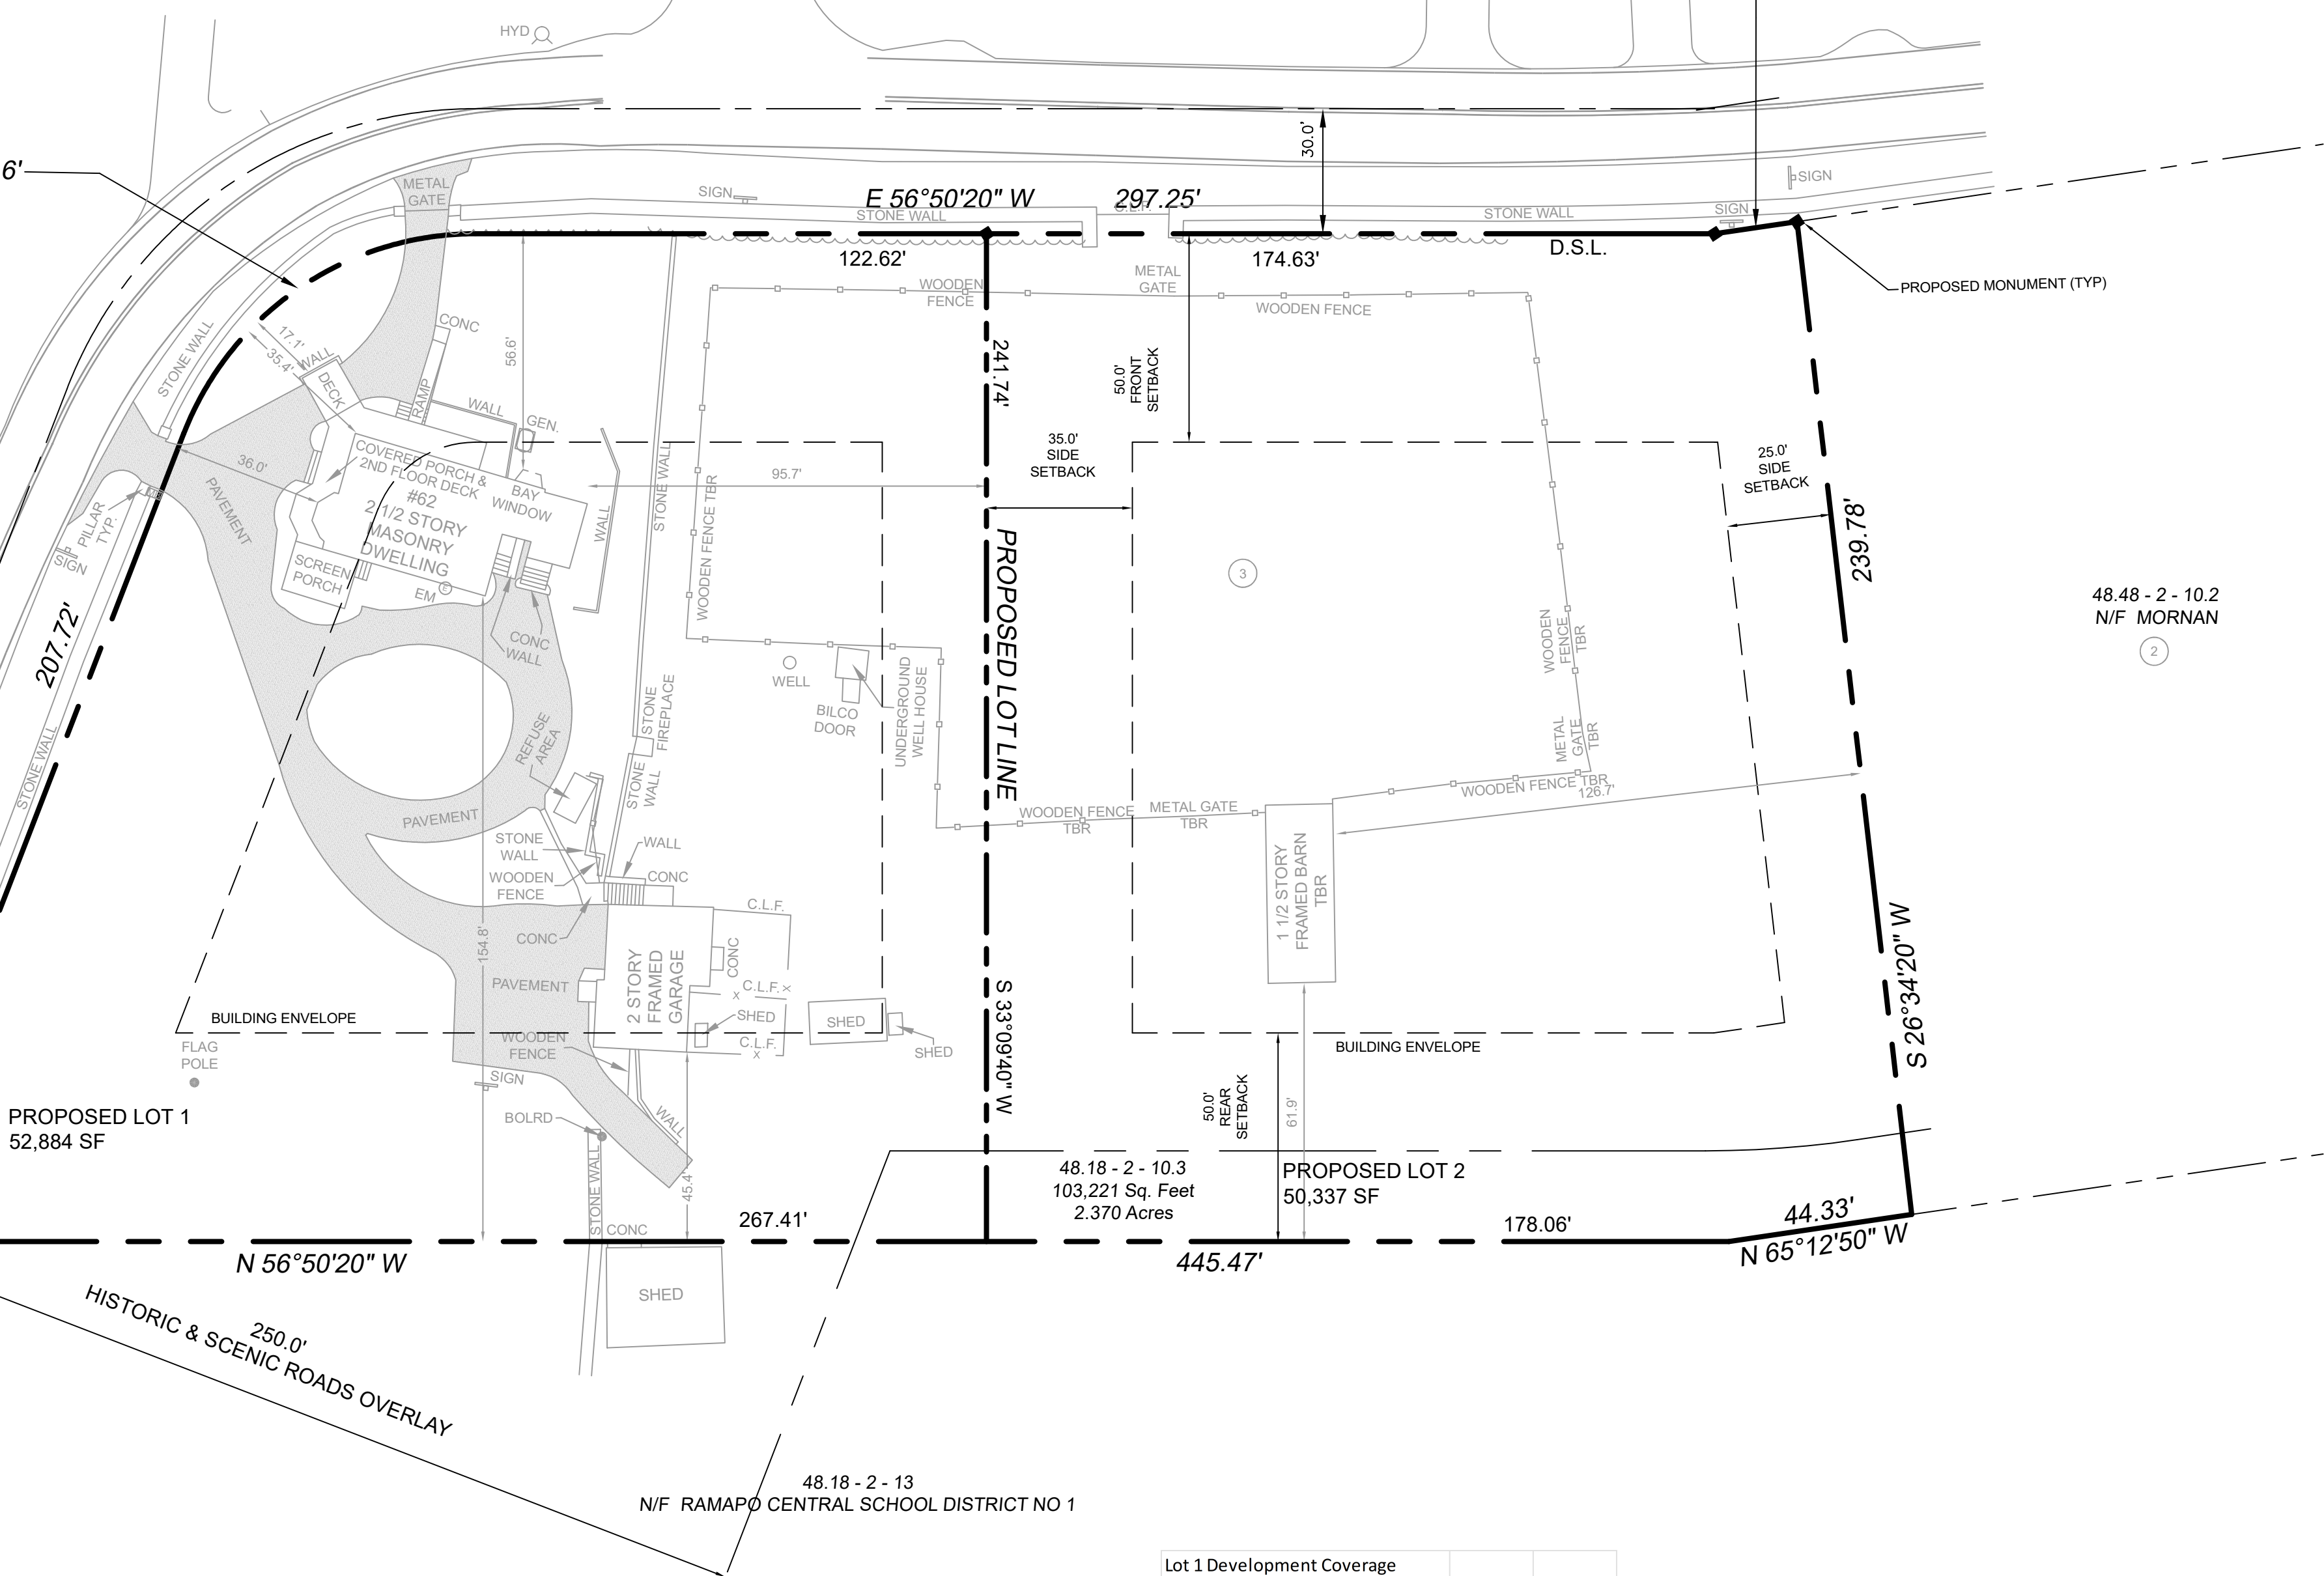 HYD
6'
METAL
GATE
SIGN
E 56°50'20" W
297.25'
C.L.F.
STONE WALL
30.0'
STONE WALL
SIGN
SIGN
122.62'
174.63'
D.S.L.
PROPOSED MONUMENT (TYP)
METAL
GATE
WOODEN
FENCE
WOODEN FENCE
CONC
17.1'
35.4'
WALL
DECK
STONE WALL
RAMP
56.6'
WALL
GEN.
241.74'
50.0'
FRONT
SETBACK
35.0'
SIDE
SETBACK
25.0'
SIDE
SETBACK
36.0'
COVERED PORCH &
2ND FLOOR DECK
#62
2 1/2 STORY
MASONRY
DWELLING
BAY
WINDOW
WALL
STONE WALL
95.7'
WOODEN FENCE TBR
PAVEMENT
PILLAR
TYP.
SIGN
SCREEN
PORCH
EM
E
CONC
WALL
PROPOSED LOT LINE
3
239.78'
48.48 - 2 - 10.2
N/F MORNAN
2
207.72'
STONE WALL
WELL
BILCO
DOOR
UNDERGROUND
WELL HOUSE
STONE
FIREPLACE
REFUSE
AREA
STONE
WALL
WOODEN
FENCE
TBR
METAL
GATE
TBR
WOODEN FENCE TBR
126.7'
PAVEMENT
STONE
WALL
WALL
WOODEN
FENCE
CONC
WOODEN FENCE
TBR
METAL GATE
TBR
1 1/2 STORY
FRAMED BARN
TBR
C.L.F.
CONC
CONC
154.8'
PAVEMENT
2 STORY
FRAMED
GARAGE
C.L.F.
X
X
SHED
SHED
C.L.F.
X
SHED
S 33°09'40" W
S 26°34'20" W
BUILDING ENVELOPE
BUILDING ENVELOPE
FLAG
POLE
WOODEN
FENCE
SIGN
BOLRD
WALL
STONE WALL
45.4'
50.0'
REAR
SETBACK
61.9'
PROPOSED LOT 1
52,884 SF
48.18 - 2 - 10.3
103,221 Sq. Feet
2.370 Acres
PROPOSED LOT 2
50,337 SF
CONC
267.41'
178.06'
44.33'
N 65°12'50" W
N 56°50'20" W
445.47'
SHED
250.0'
HISTORIC & SCENIC ROADS OVERLAY
48.18 - 2 - 13
N/F RAMAPO CENTRAL SCHOOL DISTRICT NO 1
Lot 1 Development Coverage